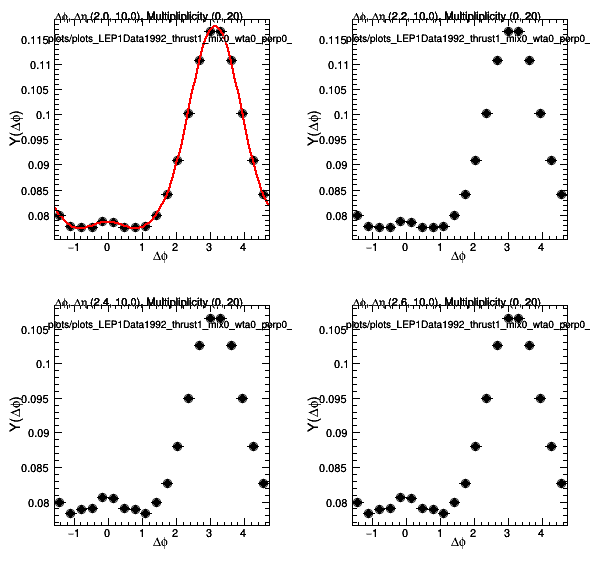 Δϕ, Δη (2.0, 10.0), Multipliplicity (0, 20)
plots/plots_LEP1Data1992_thrust1_mix0_wta0_perp0_
Y(Δϕ)
0.115
0.11
0.105
0.1
0.095
0.09
0.085
0.08
−1 0 1 2 3 4
Δϕ
Δϕ, Δη (2.2, 10.0), Multipliplicity (0, 20)
plots/plots_LEP1Data1992_thrust1_mix0_wta0_perp0_
Y(Δϕ)
0.115
0.11
0.105
0.1
0.095
0.09
0.085
0.08
−1 0 1 2 3 4
Δϕ
Δϕ, Δη (2.4, 10.0), Multipliplicity (0, 20)
plots/plots_LEP1Data1992_thrust1_mix0_wta0_perp0_
Y(Δϕ)
0.105
0.1
0.095
0.09
0.085
0.08
−1 0 1 2 3 4
Δϕ
Δϕ, Δη (2.6, 10.0), Multipliplicity (0, 20)
plots/plots_LEP1Data1992_thrust1_mix0_wta0_perp0_
Y(Δϕ)
0.105
0.1
0.095
0.09
0.085
0.08
−1 0 1 2 3 4
Δϕ